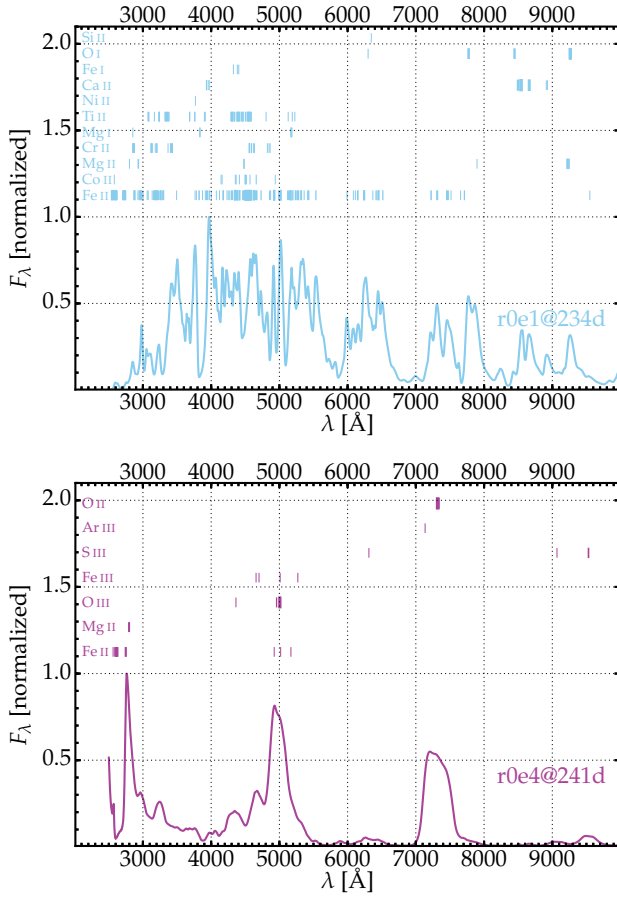 3000 4000 5000 6000 7000 8000 9000
2.0
1.5
1.0
0.5
Fλ [normalized]
Si II
O I
Fe I
Ca II
Ni II
Ti II
Mg I
Cr II
Mg II
Co II
Fe II
r0e1@234d
3000 4000 5000 6000 7000 8000 9000
λ [Å]
3000 4000 5000 6000 7000 8000 9000
2.0
1.5
1.0
0.5
Fλ [normalized]
O II
Ar III
S III
Fe III
O III
Mg II
Fe II
r0e4@241d
3000 4000 5000 6000 7000 8000 9000
λ [Å]